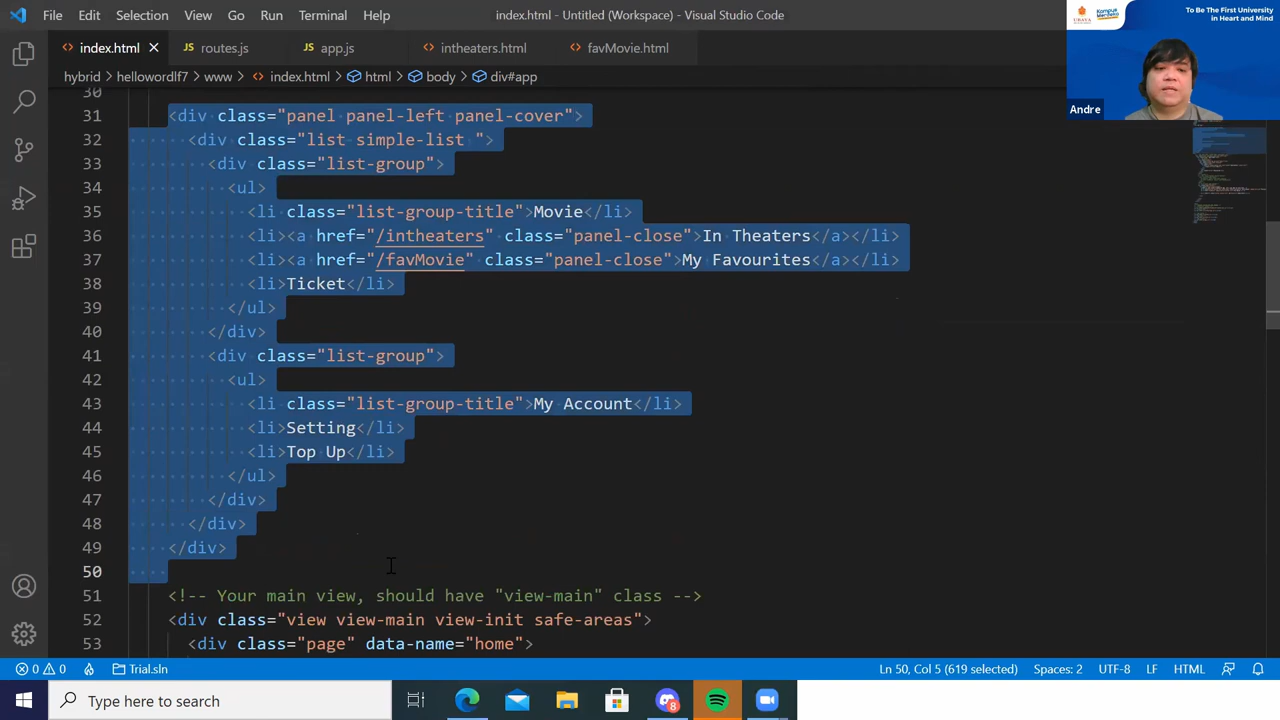 File Edit Selection View Go Run Terminal Help index.html - Untitled (Workspace) - Visual Studio Code
UBAYA
Kampus Merdeka
To Be The First University
in Heart and Mind
Andre
index.html routes.js app.js intheaters.html favMovie.html
hybrid > hellowordlf7 > www > index.html > html > body > div#app
30
31 <div class="panel panel-left panel-cover">
32 <div class="list simple-list ">
33 <div class="list-group">
34 <ul>
35 <li class="list-group-title">Movie</li>
36 <li><a href="/intheaters" class="panel-close">In Theaters</a></li>
37 <li><a href="/favMovie" class="panel-close">My Favourites</a></li>
38 <li>Ticket</li>
39 </ul>
40 </div>
41 <div class="list-group">
42 <ul>
43 <li class="list-group-title">My Account</li>
44 <li>Setting</li>
45 <li>Top Up</li>
46 </ul>
47 </div>
48 </div>
49 </div>
50
51 <!-- Your main view, should have "view-main" class -->
52 <div class="view view-main view-init safe-areas">
53 <div class="page" data-name="home">
0 0 Trial.sln Ln 50, Col 5 (619 selected) Spaces: 2 UTF-8 LF HTML
Type here to search
8